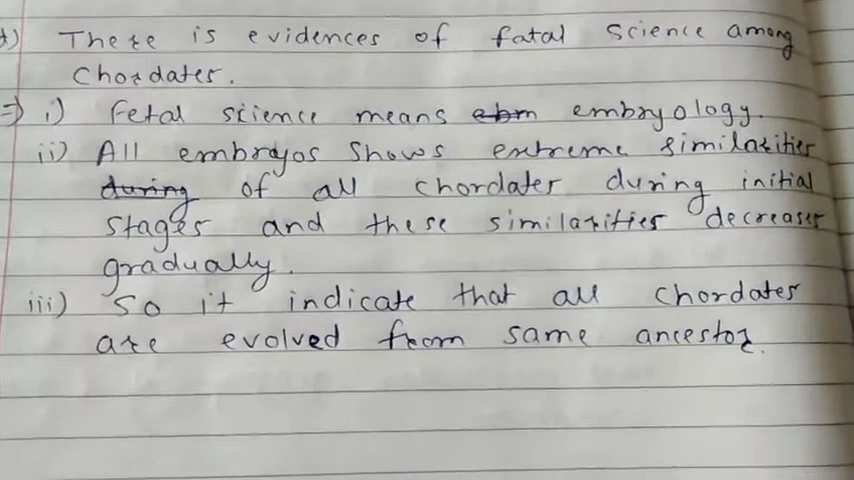 There is evidences of fatal science among
Chordates.
=> i) Fetal science means ebm embryology.
ii) All embrayos shows extreme similarities
during of all chordates during initial
stages and these similarities decreases
gradually.
iii) So it indicate that all chordates
are evolved from same ancestor.